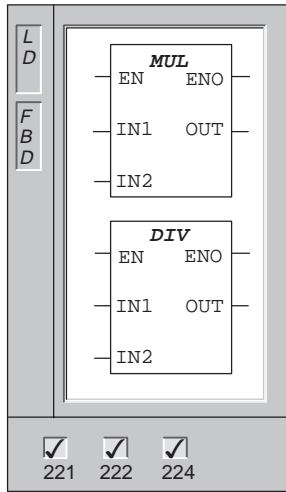 L
D
F
B
D
MUL
EN ENO
IN1 OUT
IN2
DIV
EN ENO
IN1 OUT
IN2
221 222 224